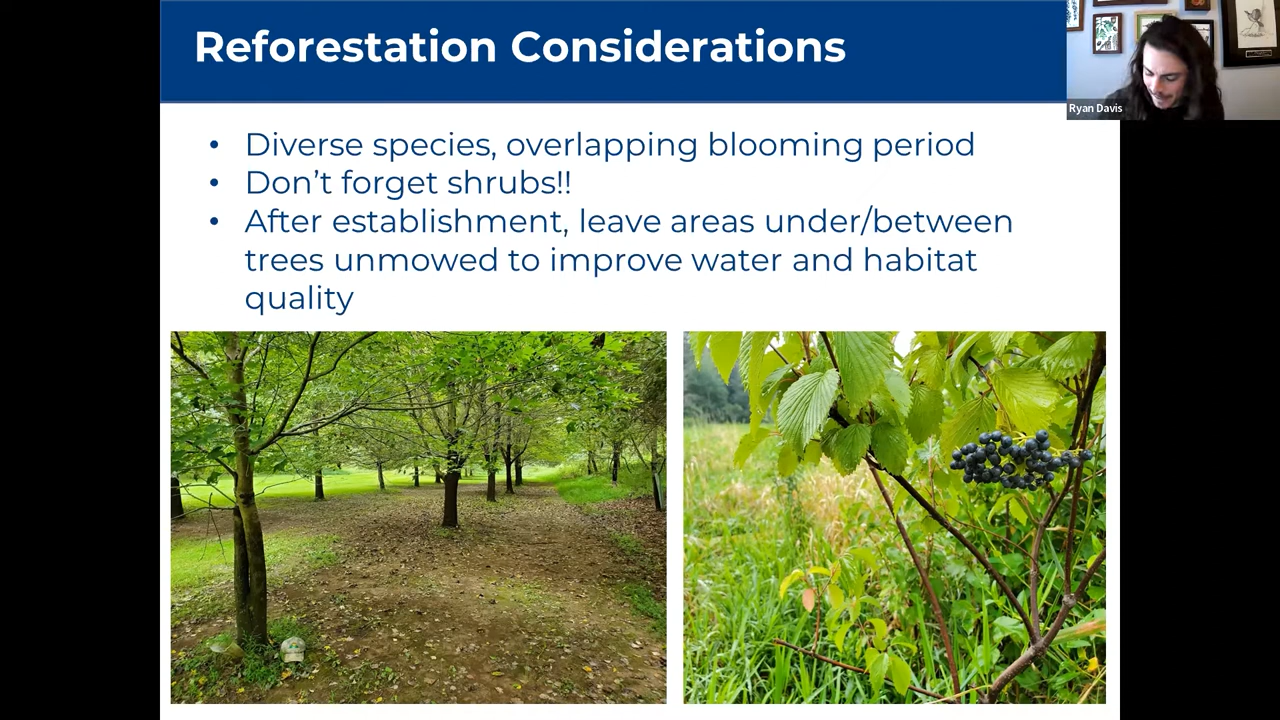 Reforestation Considerations
Ryan Davis
• Diverse species, overlapping blooming period
• Don’t forget shrubs!!
• After establishment, leave areas under/between
trees unmowed to improve water and habitat
quality